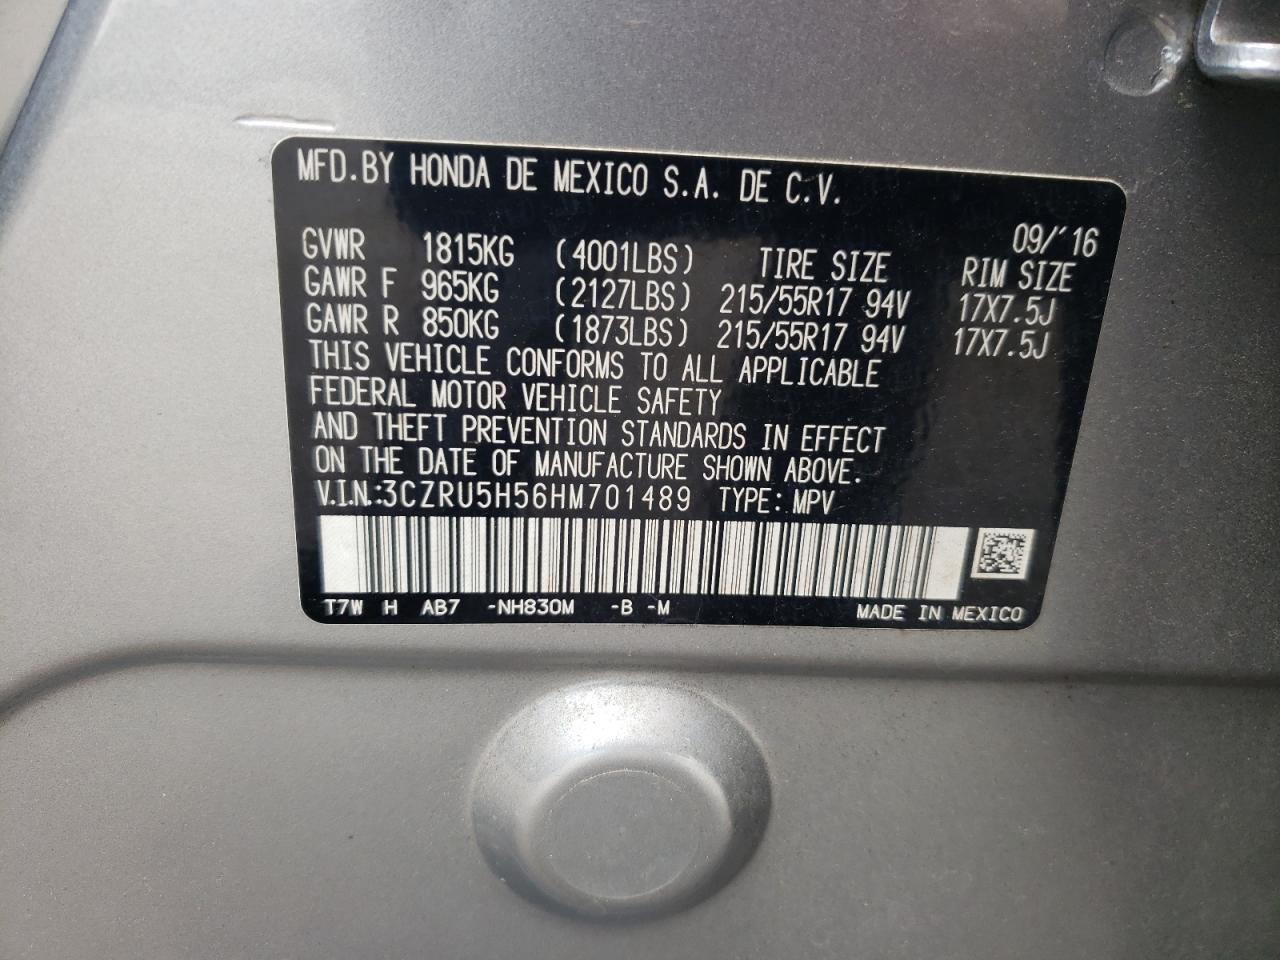 MFD.BY HONDA DE MEXICO S.A. DE C.V.
09/'16
GVWR 1815KG (4001LBS) TIRE SIZE RIM SIZE
GAWR F 965KG (2127LBS) 215/55R17 94V 17X7.5J
GAWR R 850KG (1873LBS) 215/55R17 94V 17X7.5J
THIS VEHICLE CONFORMS TO ALL APPLICABLE
FEDERAL MOTOR VEHICLE SAFETY
AND THEFT PREVENTION STANDARDS IN EFFECT
ON THE DATE OF MANUFACTURE SHOWN ABOVE.
V.I.N.:3CZRU5H56HM701489 TYPE: MPV
T7W H AB7 -NH830M -B -M MADE IN MEXICO